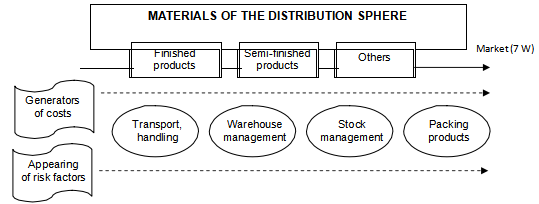 MATERIALS OF THE DISTRIBUTION SPHERE
Finished
products
Semi-finished
products
Others
Market (7 W)
Generators
of costs
Transport,
handling
Warehouse
management
Stock
management
Packing
products
Appearing
of risk factors